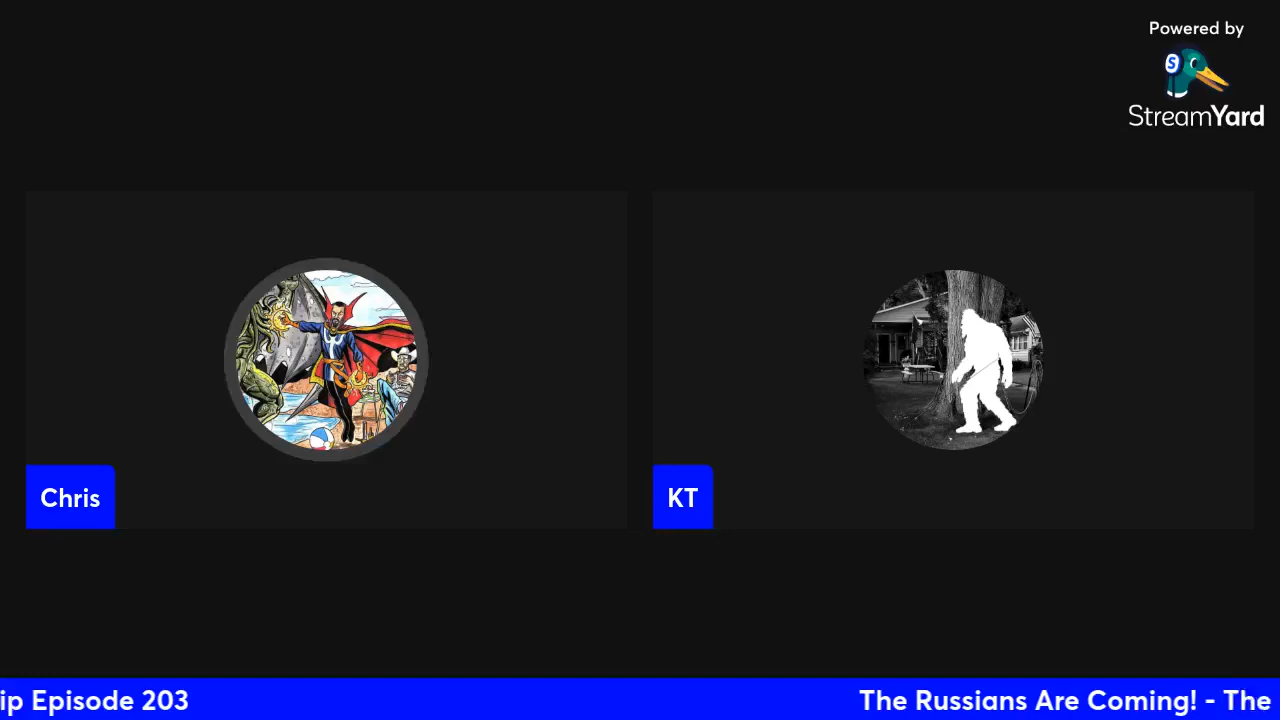 Powered by
S
StreamYard
Chris
KT
ip Episode 203
The Russians Are Coming! - The